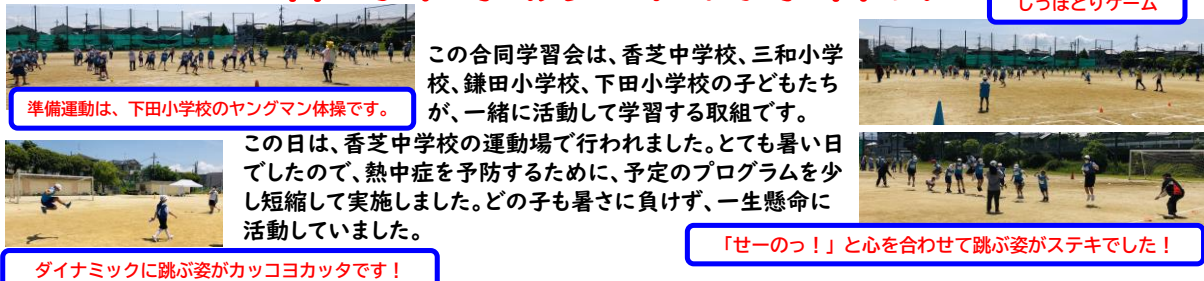 しっぽとりゲーム
この合同学習会は、香芝中学校、三和小学
校、鎌田小学校、下田小学校の子どもたち
が、一緒に活動して学習する取組です。
準備運動は、下田小学校のヤングマン体操です。
この日は、香芝中学校の運動場で行われました。とても暑い日
でしたので、熱中症を予防するために、予定のプログラムを少
し短縮して実施しました。どの子も暑さに負けず、一生懸命に
活動していました。
「せーのっ！」と心を合わせて跳ぶ姿がステキでした！
ダイナミックに跳ぶ姿がカッコヨカッタです！